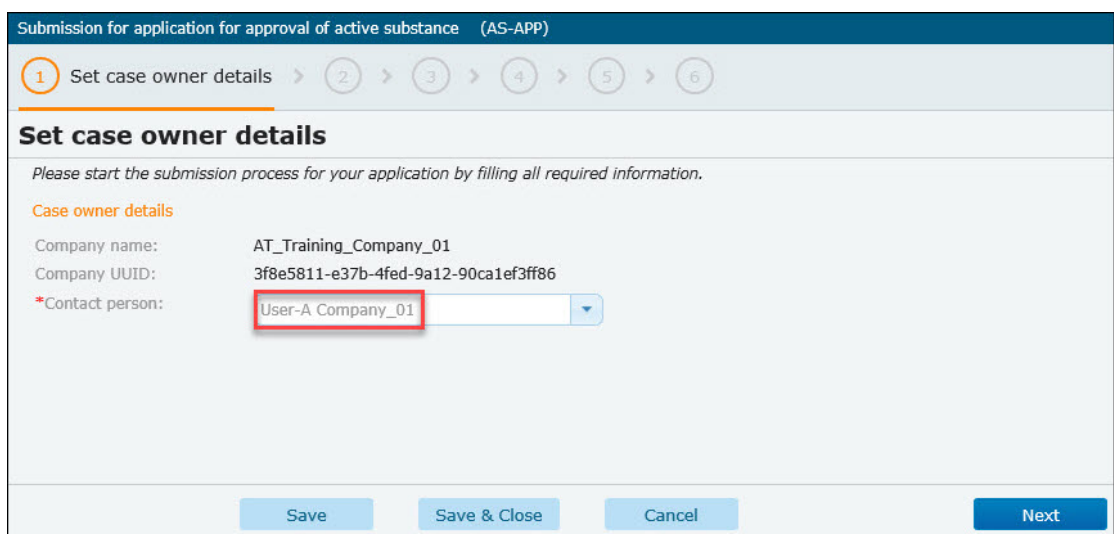 Submission for application for approval of active substance (AS-APP)
1 Set case owner details > 2 > 3 > 4 > 5 > 6
Set case owner details
Please start the submission process for your application by filling all required information.
Case owner details
Company name: AT_Training_Company_01
Company UUID: 3f8e5811-e37b-4fed-9a12-90ca1ef3ff86
*Contact person: User-A Company_01
Save Save & Close Cancel Next